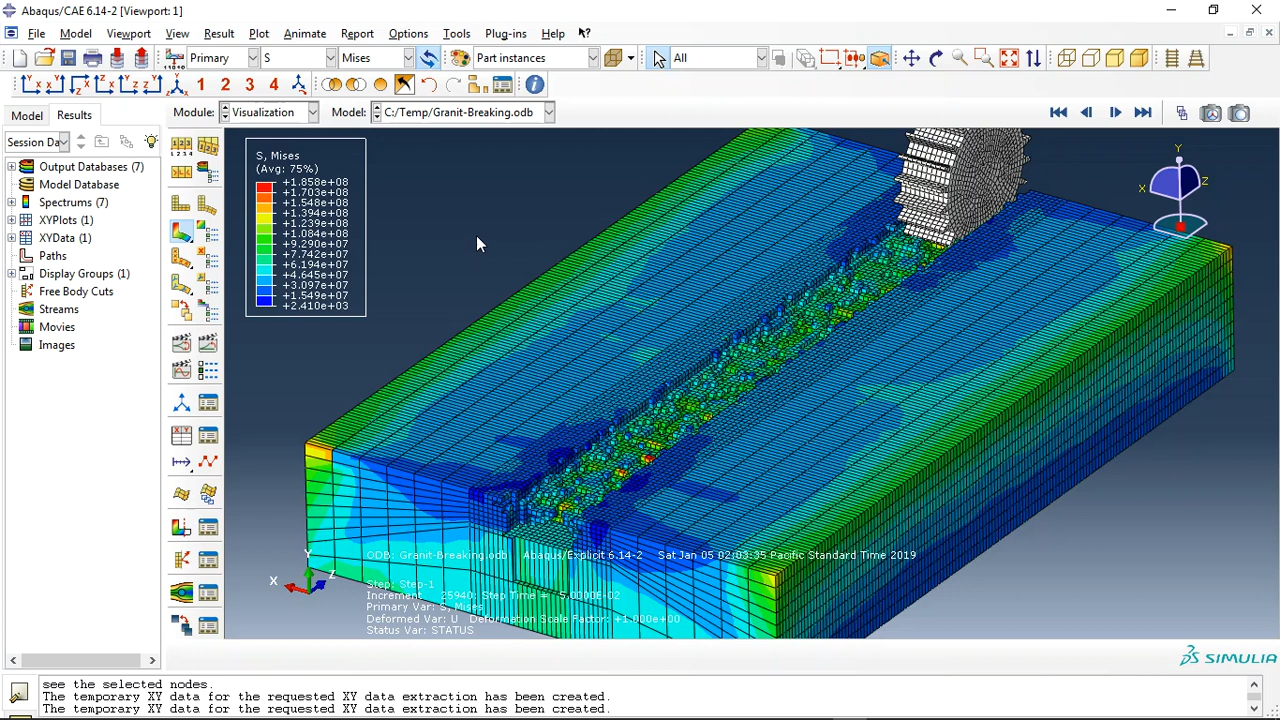 Abaqus/CAE 6.14-2 [Viewport: 1]
File Model Viewport View Result Plot Animate Report Options Tools Plug-ins Help
Primary S Mises Part instances All
1 2 3 4
Module: Visualization Model: C:/Temp/Granit-Breaking.odb
Model Results
Session Da
Output Databases (7)
Model Database
Spectrums (7)
XYPlots (1)
XYData (1)
Paths
Display Groups (1)
Free Body Cuts
Streams
Movies
Images
S, Mises
(Avg: 75%)
+1.858e+08
+1.703e+08
+1.548e+08
+1.394e+08
+1.239e+08
+1.084e+08
+9.290e+07
+7.742e+07
+6.194e+07
+4.645e+07
+3.097e+07
+1.549e+07
+2.410e+03
Y
X Z
Y
X Z
ODB: Granit-Breaking.odb Abaqus/Explicit 6.14-2 Sat Jan 05 02:03:35 Pacific Standard Time 2019
Step: Step-1
Increment 25940: Step Time = 5.0000E-02
Primary Var: S, Mises
Deformed Var: U Deformation Scale Factor: +1.000e+00
Status Var: STATUS
SIMULIA
see the selected nodes.
The temporary XY data for the requested XY data extraction has been created.
The temporary XY data for the requested XY data extraction has been created.